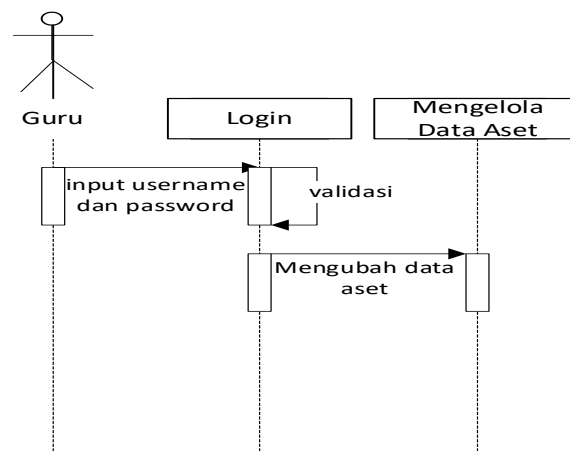 Guru
Login
Mengelola
Data Aset
input username
dan password
validasi
Mengubah data
aset